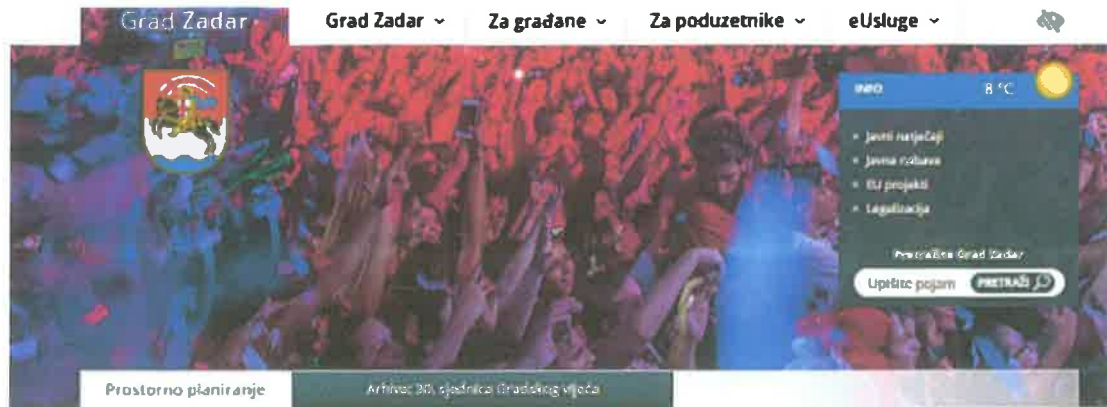 Grad Zadar
Grad Zadar Za građane Za poduzetnike eUsluge
INFO 8 °C
Javni natječaji
Javna nabava
EU projekti
Legalizacija
Pretražite Grad Zadar
Upišite pojam PRETRAŽI
Prostorno planiranje Arhiva: 30. sjednica Gradskog vijeća